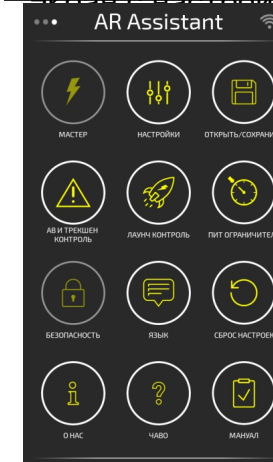 AR Assistant
МАСТЕР
НАСТРОЙКИ
ОТКРЫТЬ/СОХРАНИ
АВ И ТРЕКШЕН
КОНТРОЛЬ
ЛАУНЧ КОНТРОЛЬ
ПИТ ОГРАНИЧИТЕЛ
БЕЗОПАСНОСТЬ
ЯЗЫК
СБРОС НАСТРОЕК
О НАС
ЧАВО
МАНУАЛ